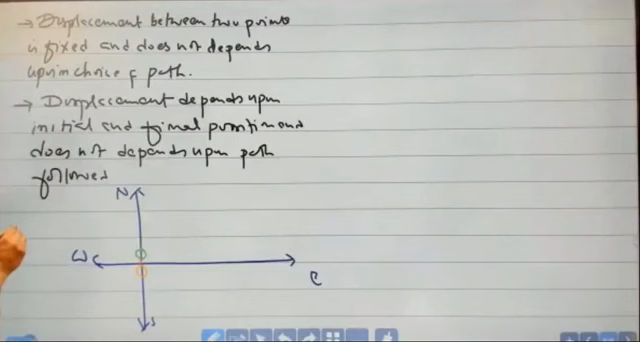 → Displacement between two points
is fixed and does not depends
upon choice of path.
→ Displacement depends upon
initial and final position and
does not depends upon path
followed
N
W
E
S